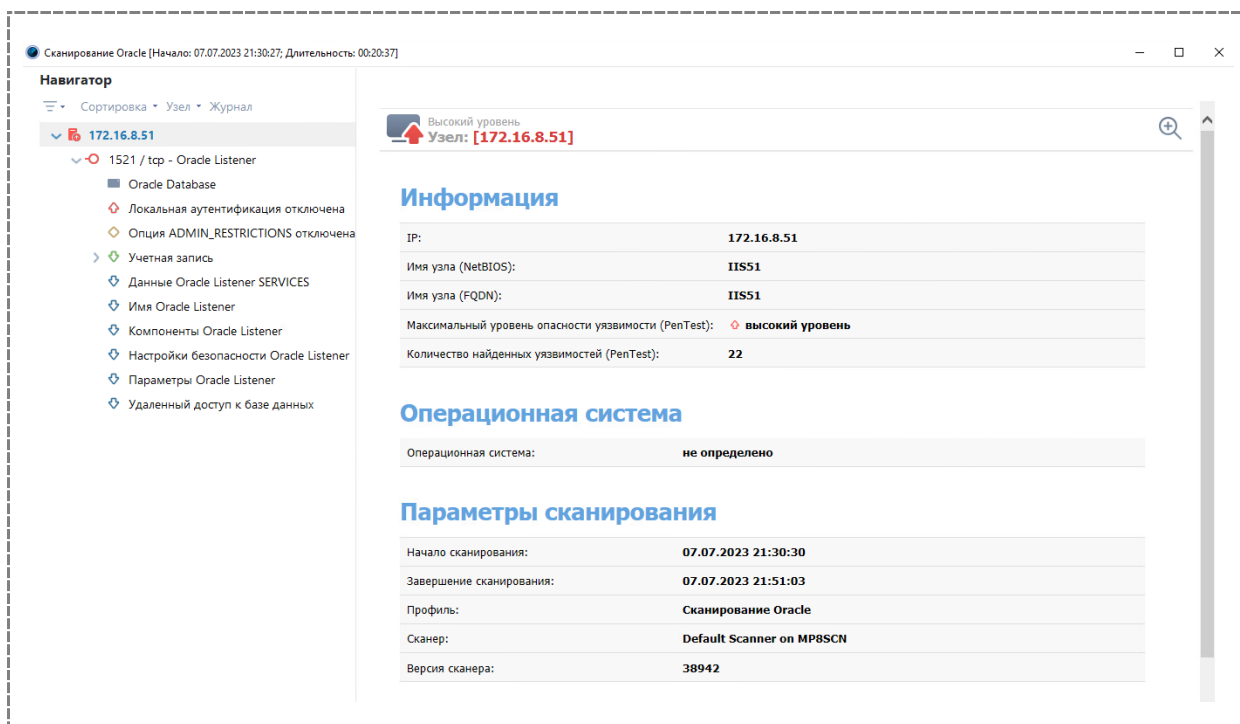 Сканирование Oracle [Начало: 07.07.2023 21:30:27; Длительность: 00:20:37]
Навигатор
Сортировка Узел Журнал
172.16.8.51
1521 / tcp - Oracle Listener
Oracle Database
Локальная аутентификация отключена
Опция ADMIN_RESTRICTIONS отключена
Учетная запись
Данные Oracle Listener SERVICES
Имя Oracle Listener
Компоненты Oracle Listener
Настройки безопасности Oracle Listener
Параметры Oracle Listener
Удаленный доступ к базе данных
Высокий уровень
Узел: [172.16.8.51]
Информация
IP: 172.16.8.51
Имя узла (NetBIOS): IIS51
Имя узла (FQDN): IIS51
Максимальный уровень опасности уязвимости (PenTest): высокий уровень
Количество найденных уязвимостей (PenTest): 22
Операционная система
Операционная система: не определено
Параметры сканирования
Начало сканирования: 07.07.2023 21:30:30
Завершение сканирования: 07.07.2023 21:51:03
Профиль: Сканирование Oracle
Сканер: Default Scanner on MP8SCN
Версия сканера: 38942